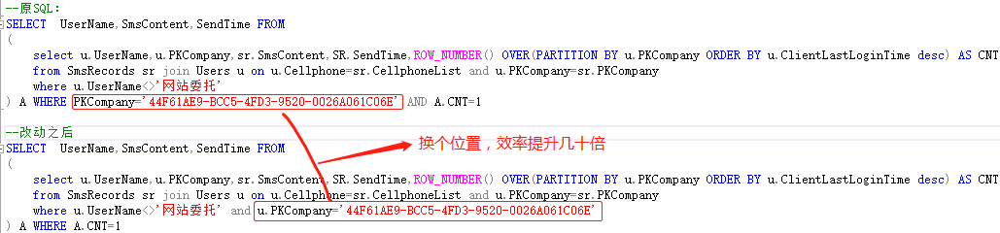 --原SQL:
SELECT  UserName,SmsContent,SendTime FROM
(
    select u.UserName,u.PKCompany,sr.SmsContent,SR.SendTime,ROW_NUMBER() OVER(PARTITION BY u.PKCompany ORDER BY u.ClientLastLoginTime desc) AS CNT
    from SmsRecords sr join Users u on u.Cellphone=sr.CellphoneList and u.PKCompany=sr.PKCompany
    where u.UserName<>'网站委托'
) A WHERE PKCompany='44F61AE9-BCC5-4FD3-9520-0026A061C06E' AND A.CNT=1
--改动之后
换个位置，效率提升几十倍
SELECT  UserName,SmsContent,SendTime FROM
(
    select u.UserName,u.PKCompany,sr.SmsContent,SR.SendTime,ROW_NUMBER() OVER(PARTITION BY u.PKCompany ORDER BY u.ClientLastLoginTime desc) AS CNT
    from SmsRecords sr join Users u on u.Cellphone=sr.CellphoneList and u.PKCompany=sr.PKCompany
    where u.UserName<>'网站委托' and u.PKCompany='44F61AE9-BCC5-4FD3-9520-0026A061C06E'
) A WHERE A.CNT=1